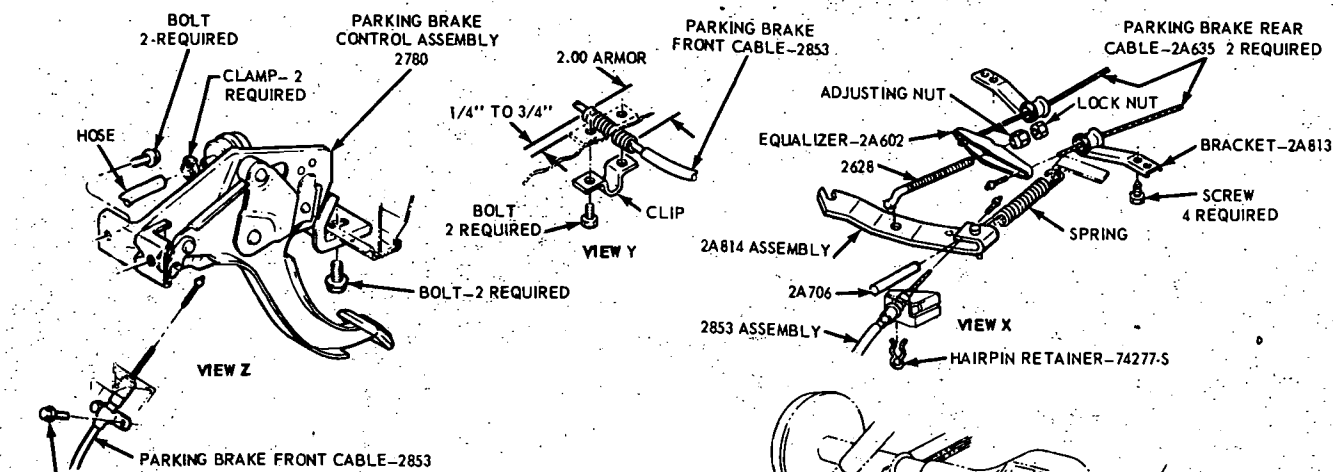 BOLT
2-REQUIRED
PARKING BRAKE
CONTROL ASSEMBLY
2780
CLAMP-2
REQUIRED
HOSE
BOLT-2 REQUIRED
VIEW Z
PARKING BRAKE FRONT CABLE-2853
PARKING BRAKE
FRONT CABLE-2853
2.00 ARMOR
1/4" TO 3/4"
BOLT
2 REQUIRED
CLIP
VIEW Y
PARKING BRAKE REAR
CABLE-2A635 2 REQUIRED
ADJUSTING NUT
LOCK NUT
EQUALIZER-2A602
BRACKET-2A813
2628
SCREW
4 REQUIRED
SPRING
2A814 ASSEMBLY
2A706
2853 ASSEMBLY
VIEW X
HAIRPIN RETAINER-74277-S